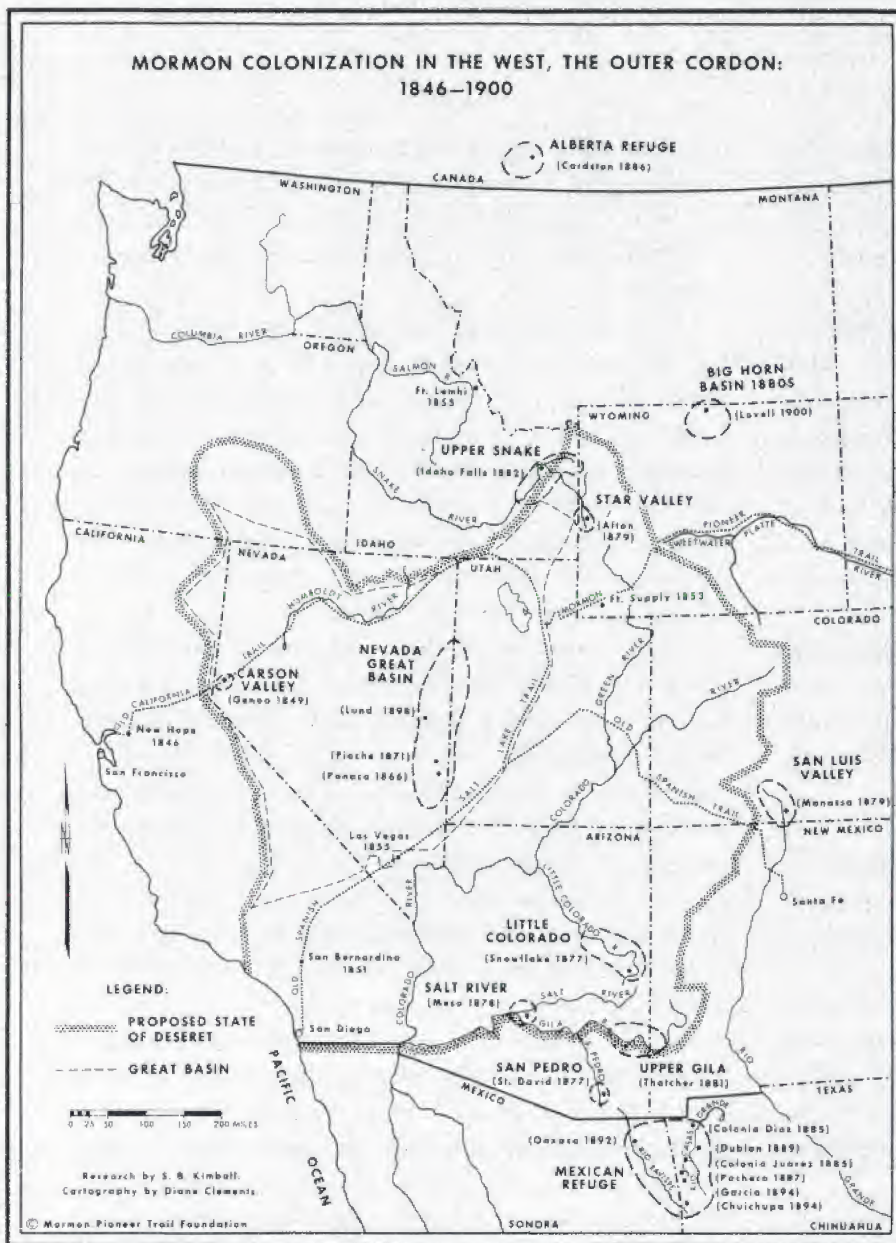 MORMON COLONIZATION IN THE WEST, THE OUTER CORDON:
1846–1900
ALBERTA REFUGE
(Cardston 1886)
WASHINGTON
CANADA
MONTANA
COLUMBIA RIVER
OREGON
SALMON R.
Ft. Lemhi
1855
BIG HORN
BASIN 1880S
WYOMING
(Lovell 1900)
UPPER SNAKE
(Idaho Falls 1882)
SNAKE
RIVER
STAR VALLEY
(Afton
1879)
PIONEER
SWEETWATER
PLATTE
TRAIL
RIVER
CALIFORNIA
NEVADA
IDAHO
UTAH
HUMBOLDT
RIVER
MORMON
Ft. Supply 1853
COLORADO
NEVADA
GREAT
BASIN
GREEN RIVER
RIVER
TRAIL
CARSON
VALLEY
(Genoa 1849)
OLD CALIFORNIA
New Hope
1846
San Francisco
(Lund 1898)
(Pioche 1871)
(Panaca 1866)
SALT LAKE TRAIL
OLD SPANISH TRAIL
COLORADO
SAN LUIS
VALLEY
(Manassa 1879)
ARIZONA
NEW MEXICO
Las Vegas
1855
Santa Fe
RIVER
LITTLE COLORADO
LITTLE
COLORADO
(Snowflake 1877)
OLD SPANISH
San Bernardino
1851
COLORADO
SALT RIVER
(Mesa 1878)
SALT RIVER
GILA R.
LEGEND:
PROPOSED STATE
OF DESERET
GREAT BASIN
San Diego
PACIFIC
OCEAN
SAN PEDRO
(St. David 1877)
S. PEDRO
UPPER GILA
(Thatcher 1881)
RIO
GRANDE
MEXICO
TEXAS
0 25 50 100 150 200 MILES
(Oaxaca 1892)
RIO BAVISPE
CASAS GRANDES
(Colonia Diaz 1885)
(Dublan 1889)
(Colonia Juarez 1885)
(Pacheco 1887)
(Garcia 1894)
(Chuichupa 1894)
MEXICAN
REFUGE
Research by S. B. Kimball.
Cartography by Diane Clements.
© Mormon Pioneer Trail Foundation
SONORA
CHIHUAHUA